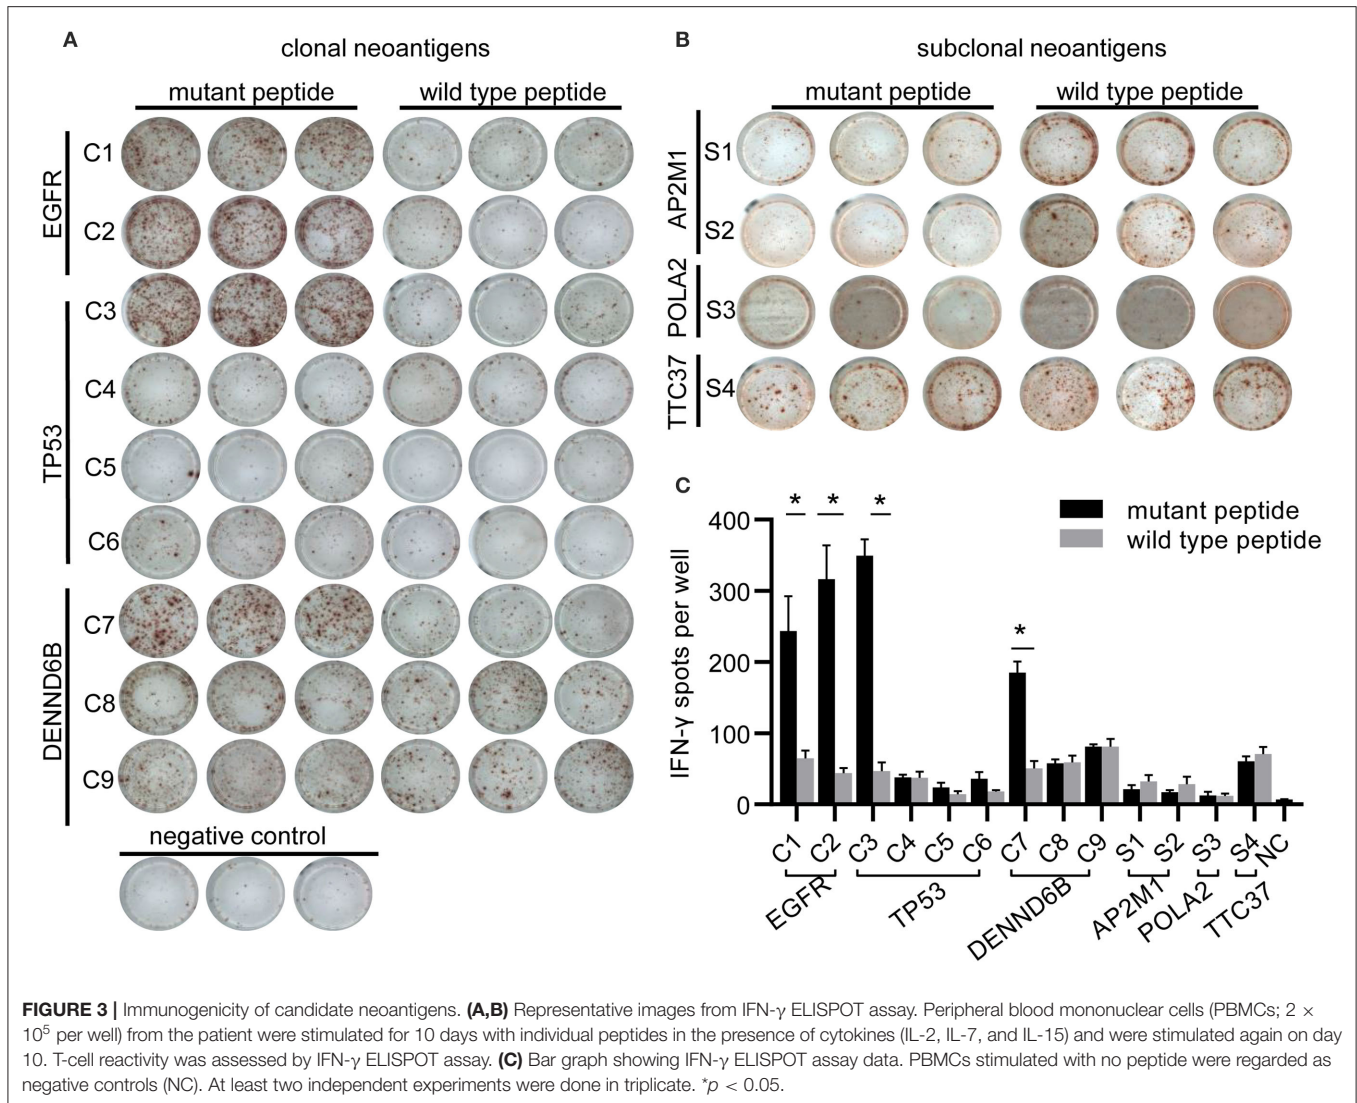 A
clonal neoantigens
mutant peptide
wild type peptide
EGFR
C1
C2
TP53
C3
C4
C5
C6
DENND6B
C7
C8
C9
negative control
B
subclonal neoantigens
mutant peptide
wild type peptide
AP2M1
S1
S2
POLA2
S3
TTC37
S4
C
IFN-γ spots per well
400
300
200
100
0
* * *
*
mutant peptide
wild type peptide
C1 C2 C3 C4 C5 C6 C7 C8 C9 S1 S2 S3 S4 NC
EGFR TP53 DENND6B AP2M1 POLA2 TTC37
FIGURE 3 | Immunogenicity of candidate neoantigens. (A,B) Representative images from IFN-γ ELISPOT assay. Peripheral blood mononuclear cells (PBMCs; 2 ×
10⁵ per well) from the patient were stimulated for 10 days with individual peptides in the presence of cytokines (IL-2, IL-7, and IL-15) and were stimulated again on day
10. T-cell reactivity was assessed by IFN-γ ELISPOT assay. (C) Bar graph showing IFN-γ ELISPOT assay data. PBMCs stimulated with no peptide were regarded as
negative controls (NC). At least two independent experiments were done in triplicate. *p < 0.05.